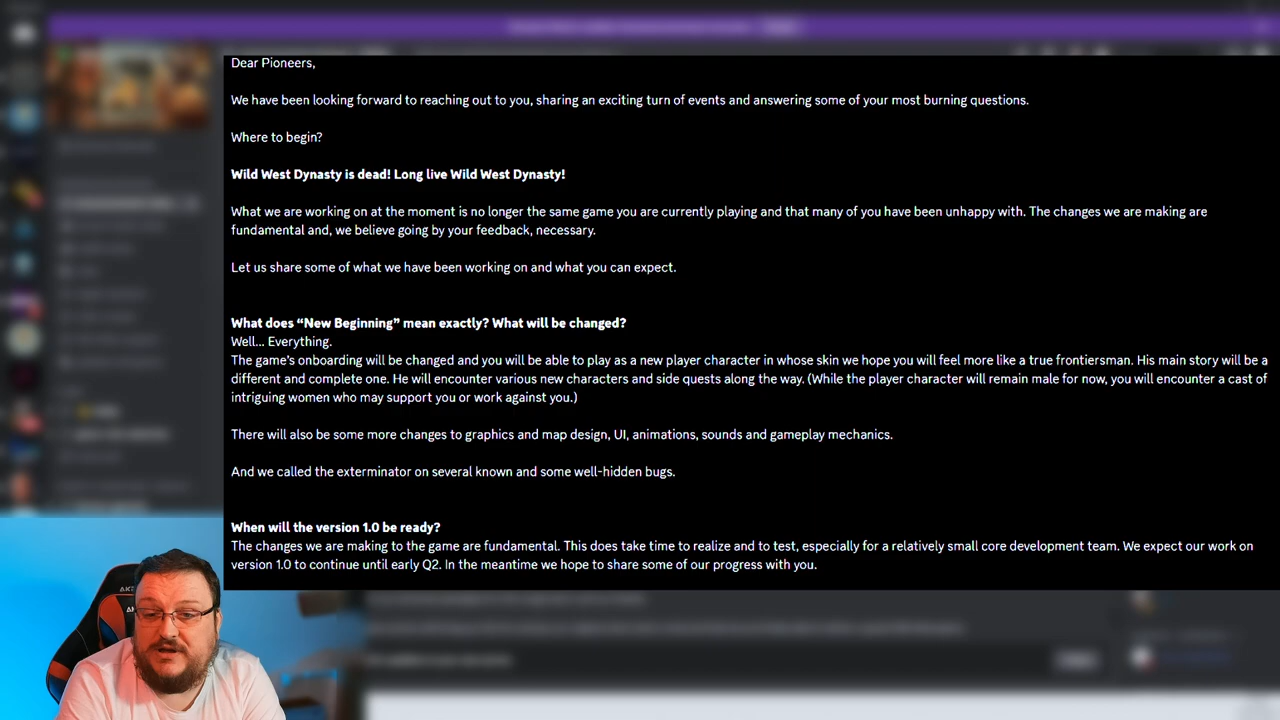 Dear Pioneers,
We have been looking forward to reaching out to you, sharing an exciting turn of events and answering some of your most burning questions.
Where to begin?
Wild West Dynasty is dead! Long live Wild West Dynasty!
What we are working on at the moment is no longer the same game you are currently playing and that many of you have been unhappy with. The changes we are making are
fundamental and, we believe going by your feedback, necessary.
Let us share some of what we have been working on and what you can expect.
What does “New Beginning” mean exactly? What will be changed?
Well... Everything.
The game's onboarding will be changed and you will be able to play as a new player character in whose skin we hope you will feel more like a true frontiersman. His main story will be a
different and complete one. He will encounter various new characters and side quests along the way. (While the player character will remain male for now, you will encounter a cast of
intriguing women who may support you or work against you.)
There will also be some more changes to graphics and map design, UI, animations, sounds and gameplay mechanics.
And we called the exterminator on several known and some well-hidden bugs.
When will the version 1.0 be ready?
The changes we are making to the game are fundamental. This does take time to realize and to test, especially for a relatively small core development team. We expect our work on
version 1.0 to continue until early Q2. In the meantime we hope to share some of our progress with you.